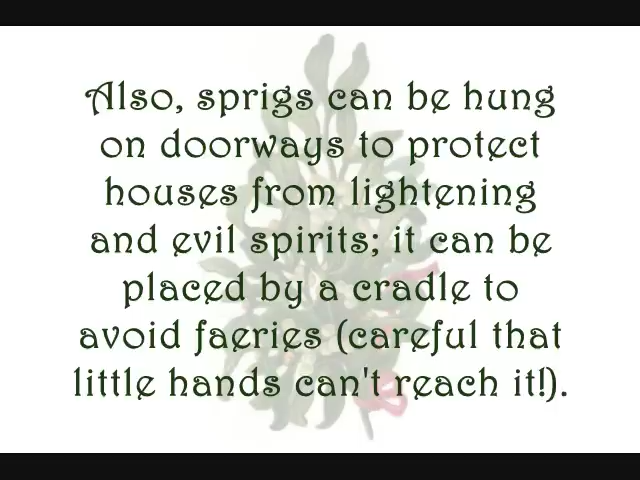 Also, sprigs can be hung
on doorways to protect
houses from lightening
and evil spirits; it can be
placed by a cradle to
avoid faeries (careful that
little hands can't reach it!).